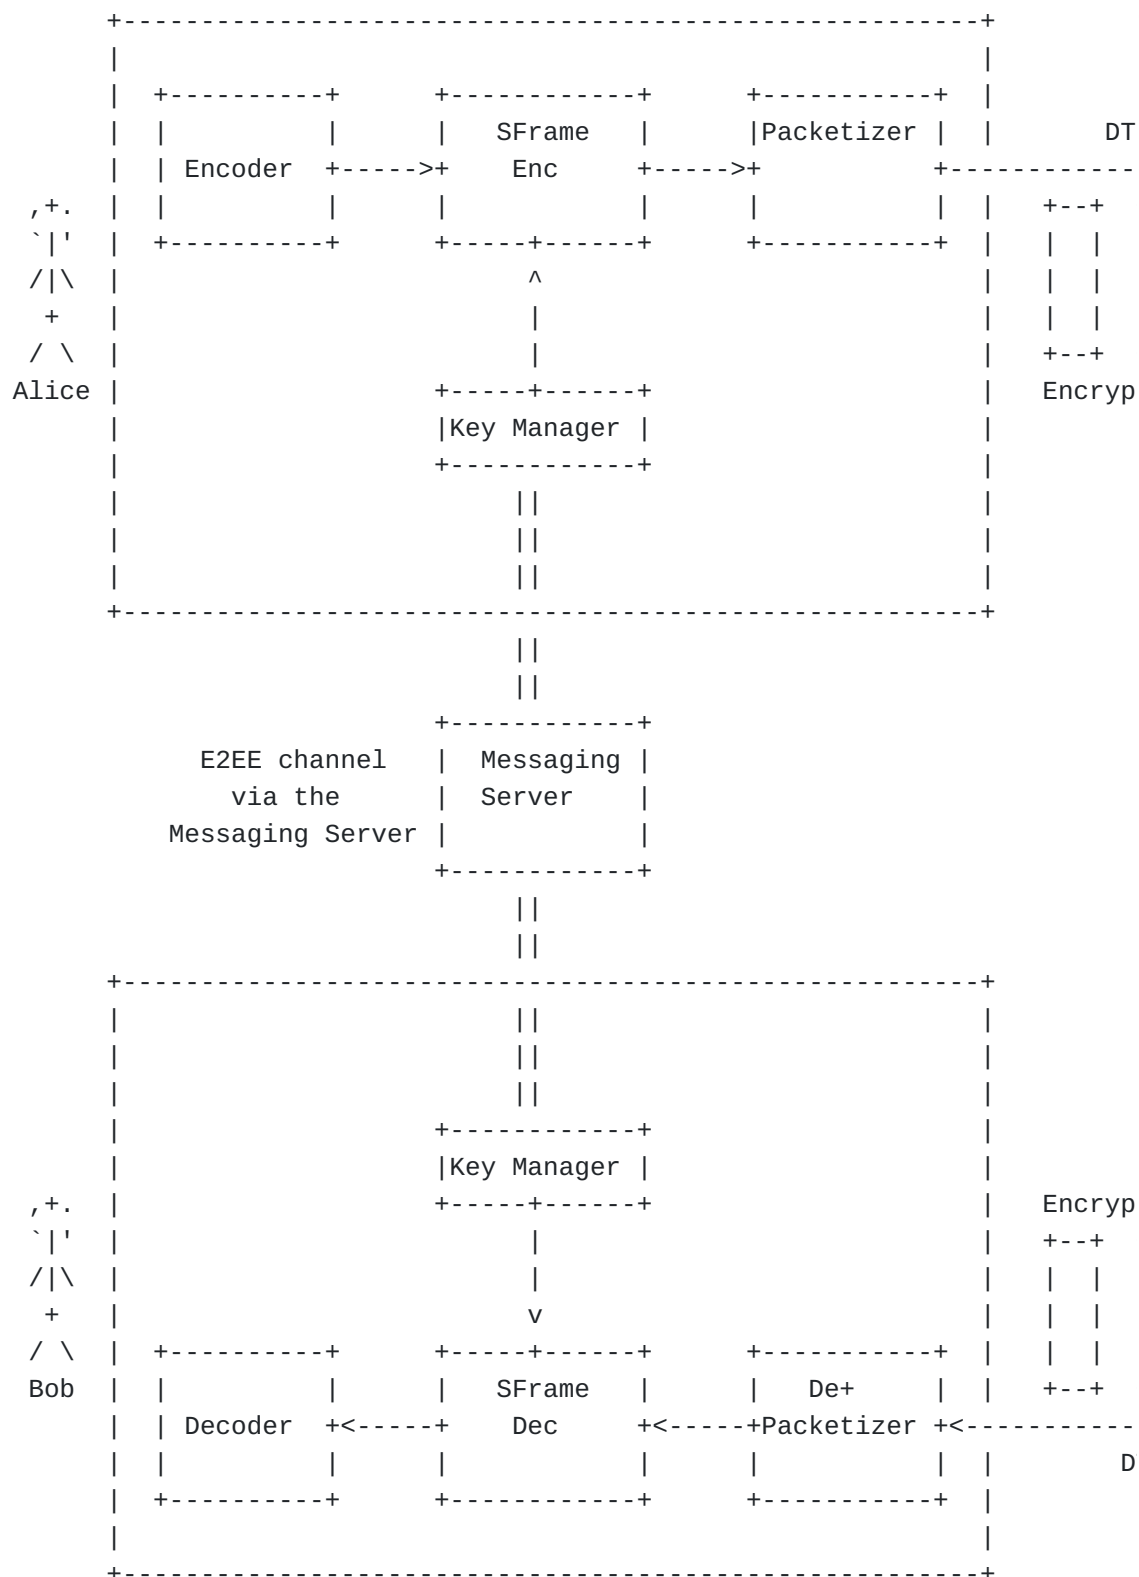 SFrame Packetizer DT
Encoder Enc
Alice Encryp
Key Manager
E2EE channel Messaging
via the Server
Messaging Server
Key Manager
Encryp
Bob SFrame De+
Decoder Dec Packetizer
D